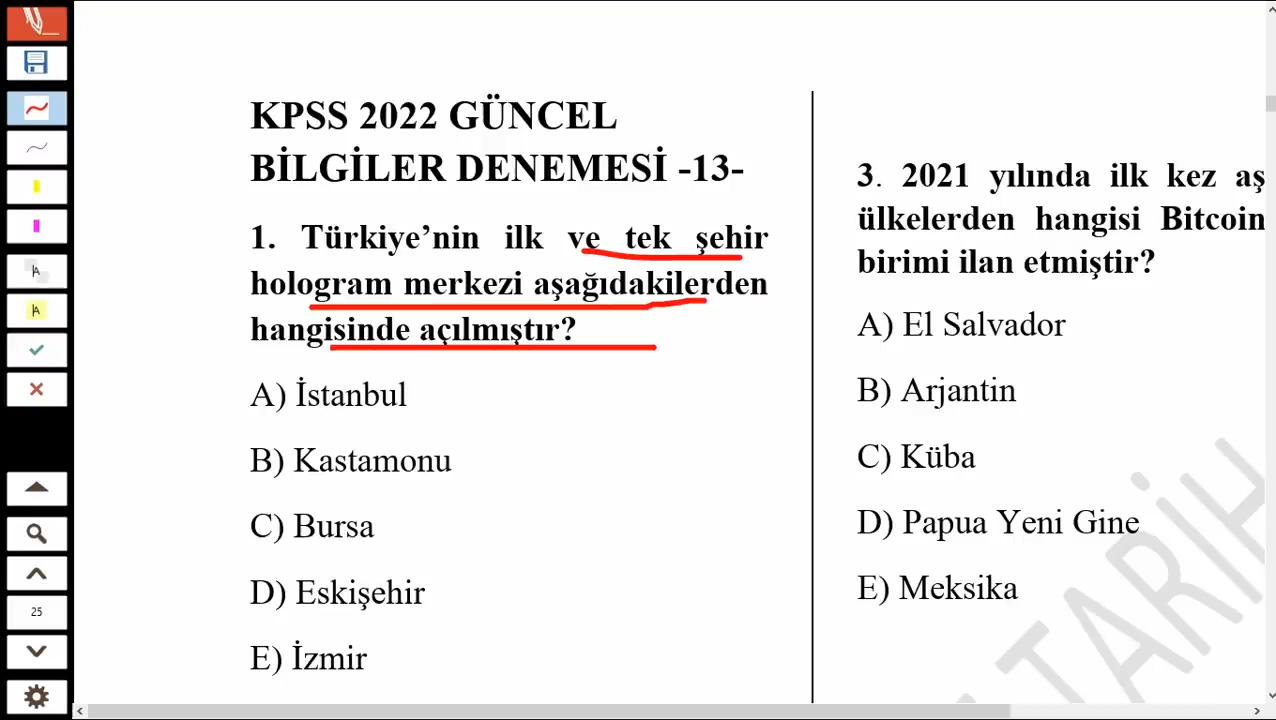 KPSS 2022 GÜNCEL
BİLGİLER DENEMESİ -13-
1. Türkiye’nin ilk ve tek şehir
hologram merkezi aşağıdakilerden
hangisinde açılmıştır?
A) İstanbul
B) Kastamonu
C) Bursa
D) Eskişehir
E) İzmir
3. 2021 yılında ilk kez aş
ülkelerden hangisi Bitcoin
birimi ilan etmiştir?
A) El Salvador
B) Arjantin
C) Küba
D) Papua Yeni Gine
E) Meksika
TARİH
A
A
25